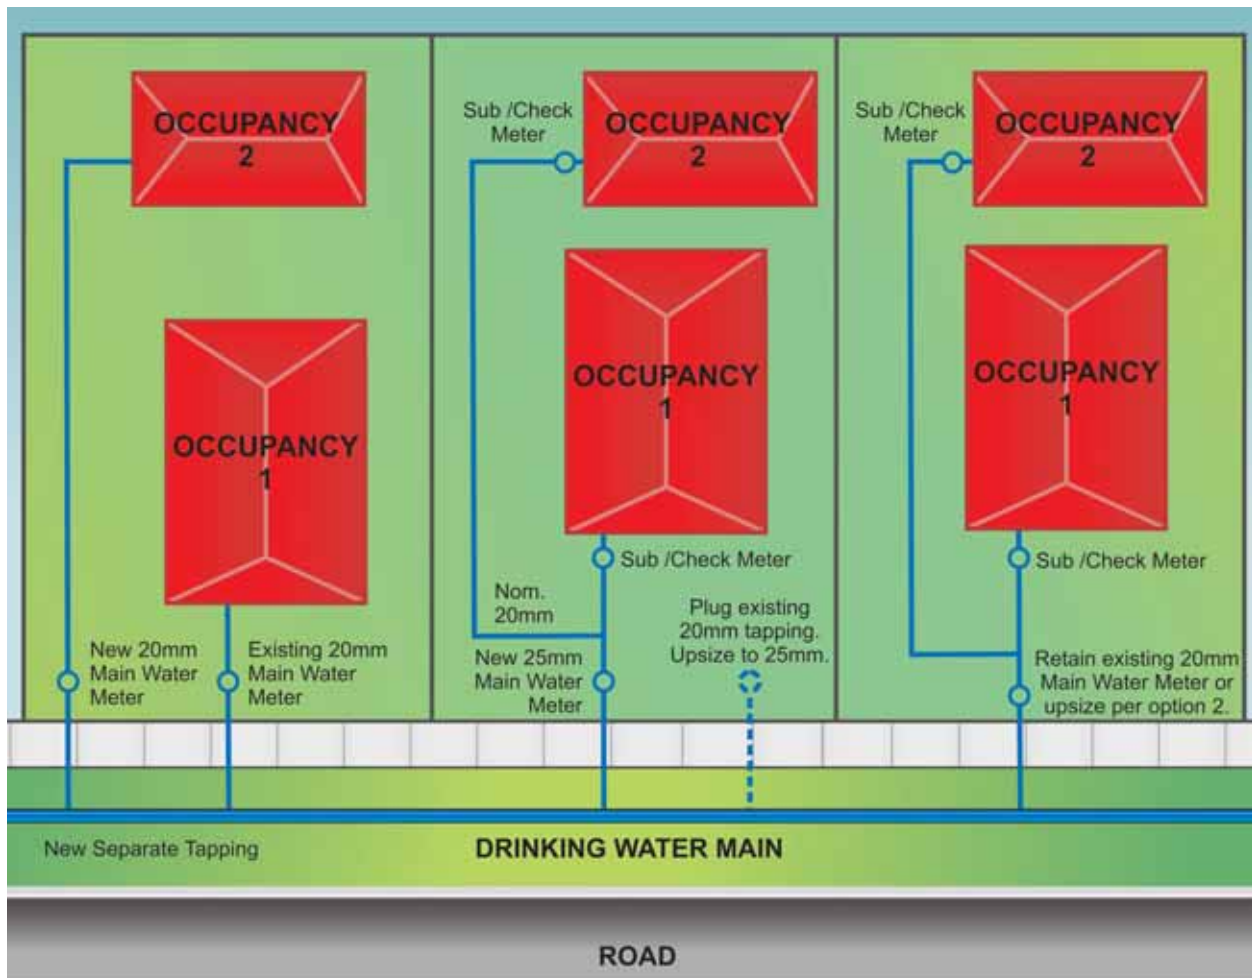 OCCUPANCY
2
OCCUPANCY
1
New 20mm
Main Water
Meter
Existing 20mm
Main Water
Meter
Sub /Check
Meter
OCCUPANCY
2
OCCUPANCY
1
Sub /Check Meter
Nom.
20mm
New 25mm
Main Water
Meter
Plug existing
20mm tapping.
Upsize to 25mm.
Sub /Check
Meter
OCCUPANCY
2
OCCUPANCY
1
Sub /Check Meter
Retain existing 20mm
Main Water Meter or
upsize per option 2.
New Separate Tapping
DRINKING WATER MAIN
ROAD